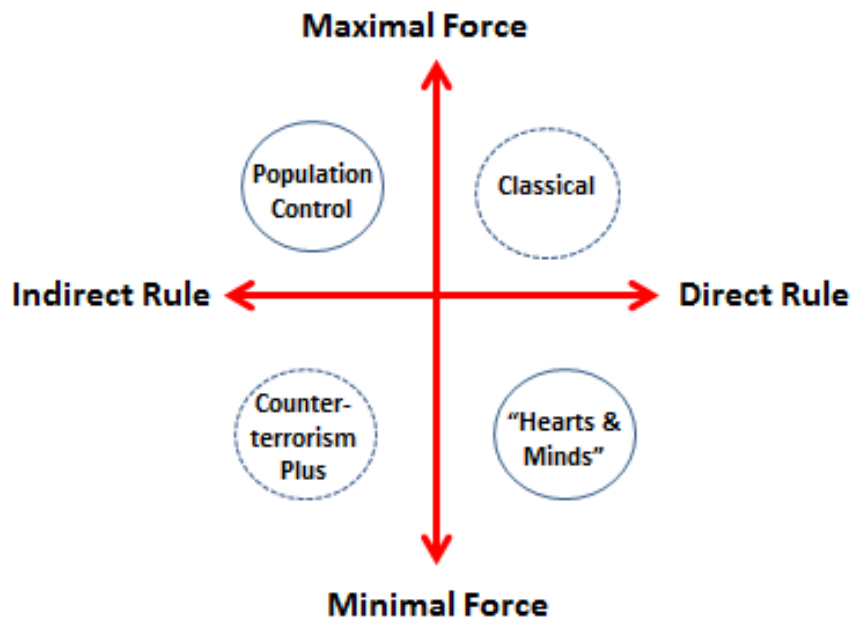 Maximal Force
Population
Control
Classical
Indirect Rule
Direct Rule
Counter-
terrorism
Plus
“Hearts &
Minds”
Minimal Force